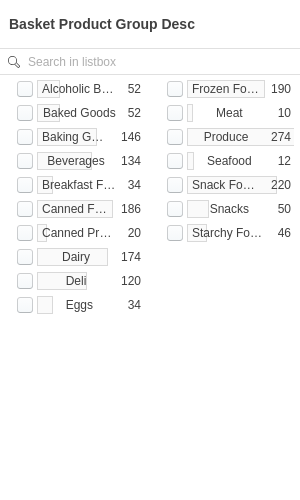 Basket Product Group Desc
Search in listbox
Alcoholic B... 52
Baked Goods 52
Baking G... 146
Beverages 134
Breakfast F... 34
Canned F... 186
Canned Pr... 20
Dairy 174
Deli 120
Eggs 34
Frozen Fo... 190
Meat 10
Produce 274
Seafood 12
Snack Fo... 220
Snacks 50
Starchy Fo... 46